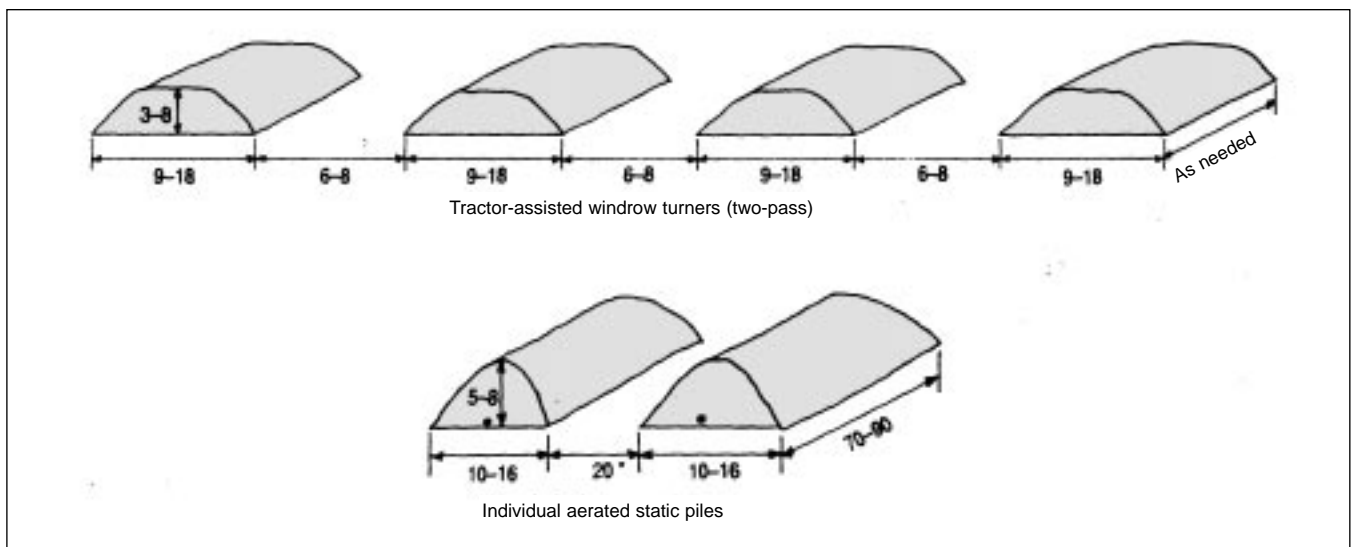 3–8
9–18 6–8 9–18 6–8 9–18 6–8 9–18
As needed
Tractor-assisted windrow turners (two-pass)
5–8
10–16 20* 10–16
70–90
Individual aerated static piles